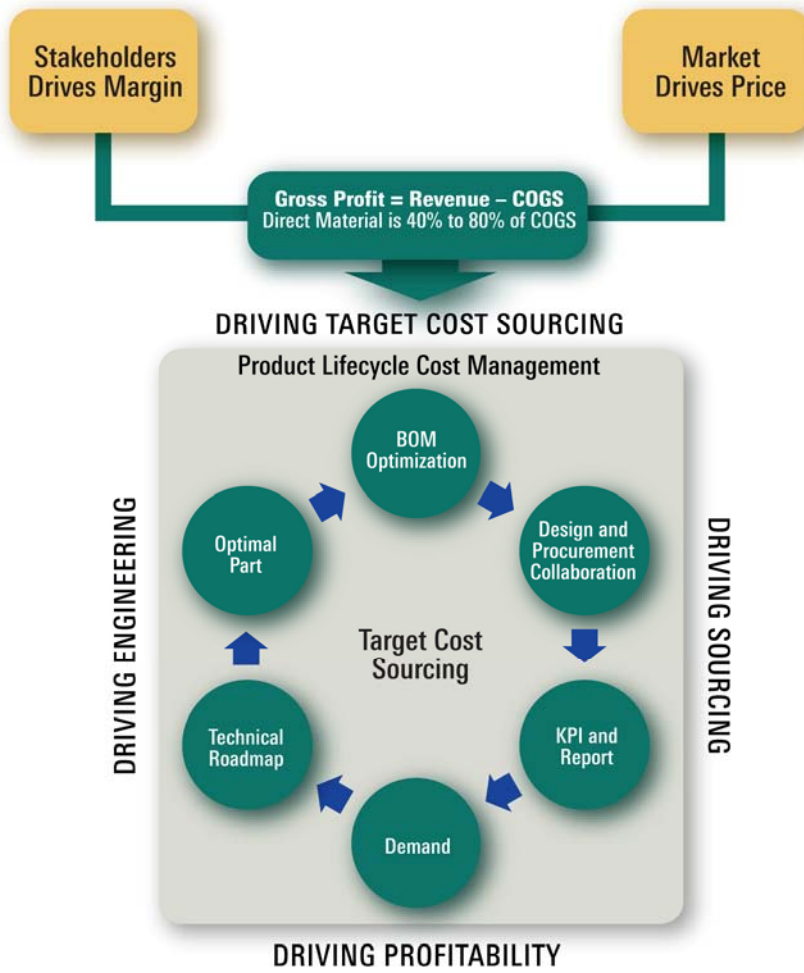 Stakeholders
Drives Margin
Market
Drives Price
Gross Profit = Revenue – COGS
Direct Material is 40% to 80% of COGS
DRIVING TARGET COST SOURCING
Product Lifecycle Cost Management
BOM
Optimization
Design and
Procurement
Collaboration
KPI and
Report
Demand
Technical
Roadmap
Optimal
Part
Target Cost
Sourcing
DRIVING ENGINEERING
DRIVING SOURCING
DRIVING PROFITABILITY